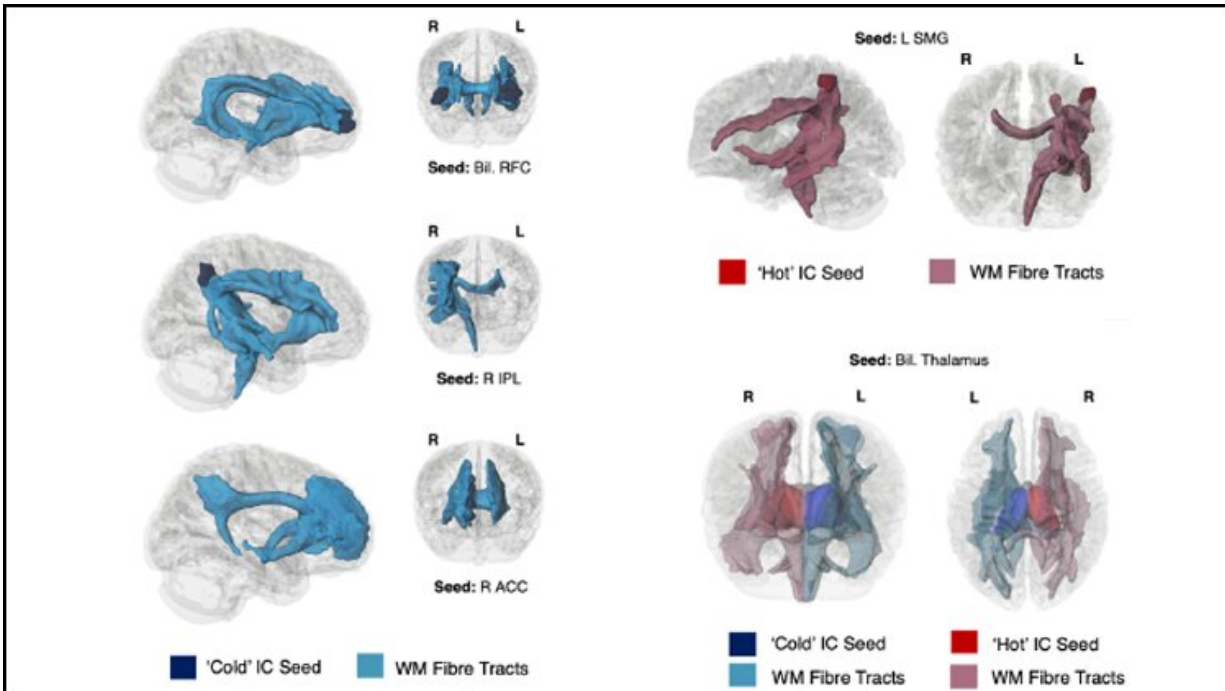 R L
Seed: Bil. RFC
R L
Seed: R IPL
R L
Seed: R ACC
'Cold' IC Seed WM Fibre Tracts
Seed: L SMG
R L
'Hot' IC Seed WM Fibre Tracts
Seed: Bil. Thalamus
R L L R
'Cold' IC Seed 'Hot' IC Seed
WM Fibre Tracts WM Fibre Tracts